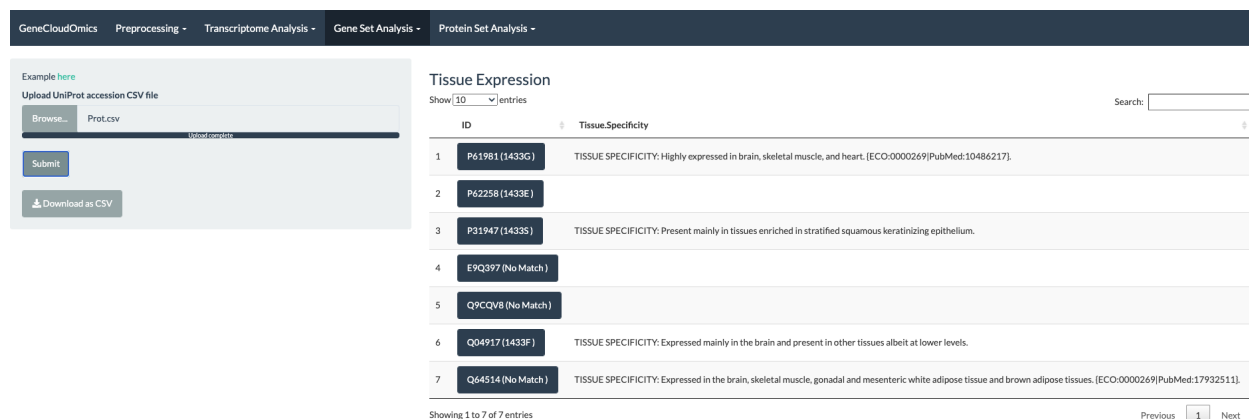 GeneCloudOmics Preprocessing Transcriptome Analysis Gene Set Analysis Protein Set Analysis
Example here
Upload UniProt accession CSV file
Browse... Prot.csv
Upload complete
Submit
Download as CSV
Tissue Expression
Show 10 entries
Search:
ID Tissue.Specificity
1 P61981 (1433G ) TISSUE SPECIFICITY: Highly expressed in brain, skeletal muscle, and heart. {ECO:0000269|PubMed:10486217}.
2 P62258 (1433E )
3 P31947 (1433S ) TISSUE SPECIFICITY: Present mainly in tissues enriched in stratified squamous keratinizing epithelium.
4 E9Q397 (No Match )
5 Q9CQV8 (No Match )
6 Q04917 (1433F ) TISSUE SPECIFICITY: Expressed mainly in the brain and present in other tissues albeit at lower levels.
7 Q64514 (No Match ) TISSUE SPECIFICITY: Expressed in the brain, skeletal muscle, gonadal and mesenteric white adipose tissue and brown adipose tissues. {ECO:0000269|PubMed:17932511}.
Showing 1 to 7 of 7 entries
Previous 1 Next